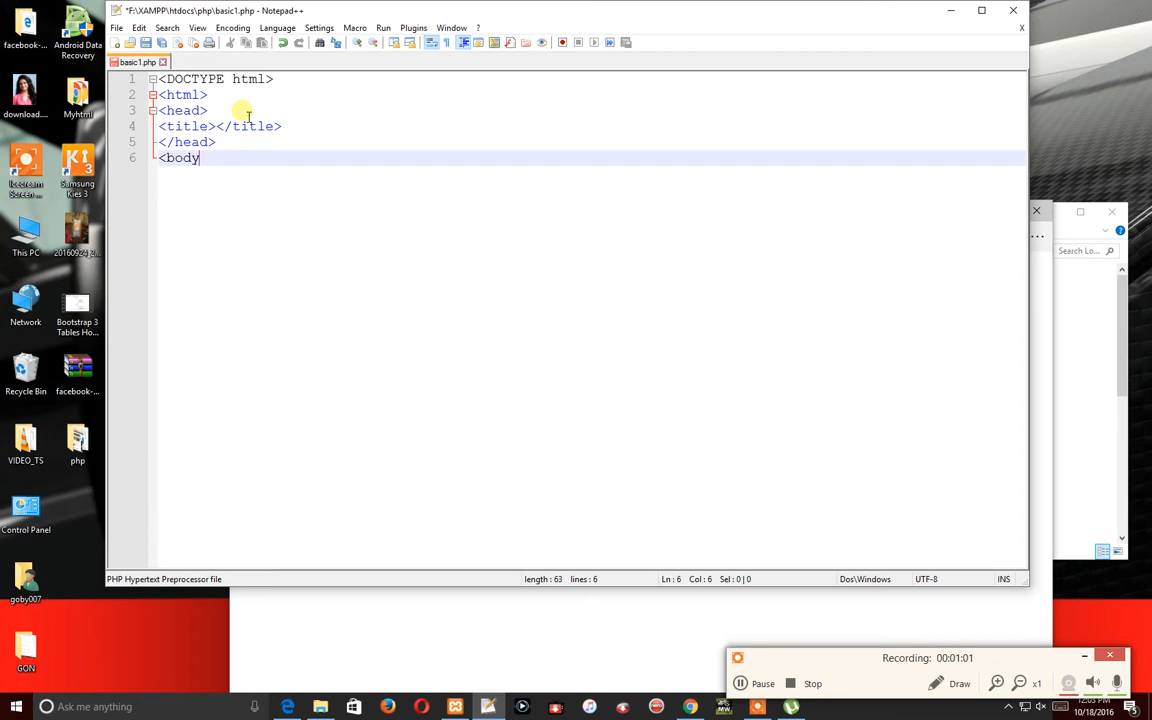 *F:\XAMPP\htdocs\php\basic1.php - Notepad++
File Edit Search View Encoding Language Settings Macro Run Plugins Window ?
X
basic1.php
1 <DOCTYPE html>
2 <html>
3 <head>
4 <title></title>
5 </head>
6 <body
PHP Hypertext Preprocessor file
length : 63 lines : 6
Ln : 6 Col : 6 Sel : 0 | 0
Dos\Windows
UTF-8
INS
facebook-...
Android Data
Recovery
download....
Myhtml
Icecream
Screen ...
Samsung
Kies 3
This PC
20160924_2...
Network
Bootstrap 3
Tables Ho...
Recycle Bin
facebook-...
VIDEO_TS
php
Control Panel
goby007
GON
Search Lo...
Recording: 00:01:01
Pause
Stop
Draw
x1
Ask me anything
12:03 PM
10/18/2016